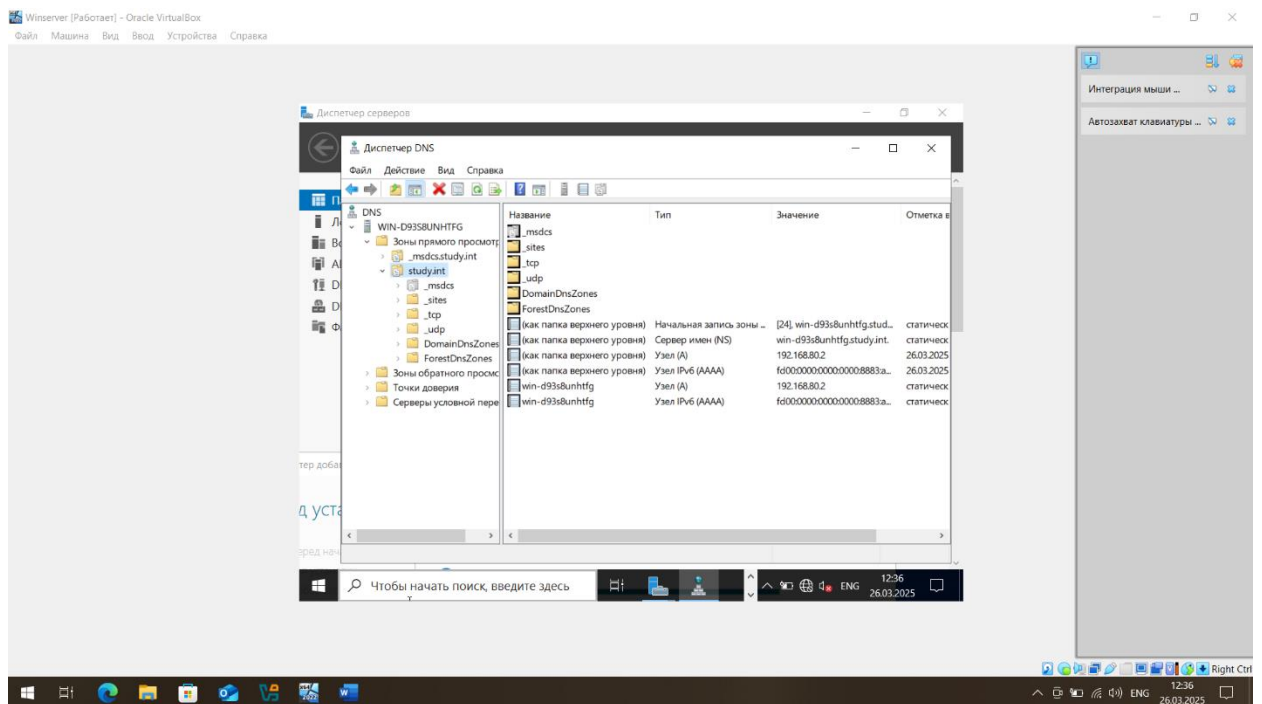 Winserver [Работает] - Oracle VirtualBox
Файл Машина Вид Ввод Устройства Справка
Интеграция мыши ...
Автозахват клавиатуры ...
Диспетчер серверов
Диспетчер DNS
Файл Действие Вид Справка
DNS
WIN-D93S8UNHTFG
Зоны прямого просмотр
_msdcs.study.int
study.int
_msdcs
_sites
_tcp
_udp
DomainDnsZones
ForestDnsZones
Зоны обратного просмо
Точки доверия
Серверы условной пере
Название Тип Значение Отметка в
_msdcs
_sites
_tcp
_udp
DomainDnsZones
ForestDnsZones
(как папка верхнего уровня) Начальная запись зоны ... [24], win-d93s8unhtfg.stud... статическ
(как папка верхнего уровня) Сервер имен (NS) win-d93s8unhtfg.study.int. статическ
(как папка верхнего уровня) Узел (A) 192.168.80.2 26.03.2025
(как папка верхнего уровня) Узел IPv6 (AAAA) fd00:0000:0000:0000:8883:a... 26.03.2025
win-d93s8unhtfg Узел (A) 192.168.80.2 статическ
win-d93s8unhtfg Узел IPv6 (AAAA) fd00:0000:0000:0000:8883:a... статическ
тер доба
д уста
еред нач
Чтобы начать поиск, введите здесь
ENG
12:36
26.03.2025
Right Ctrl
ENG
12:36
26.03.2025